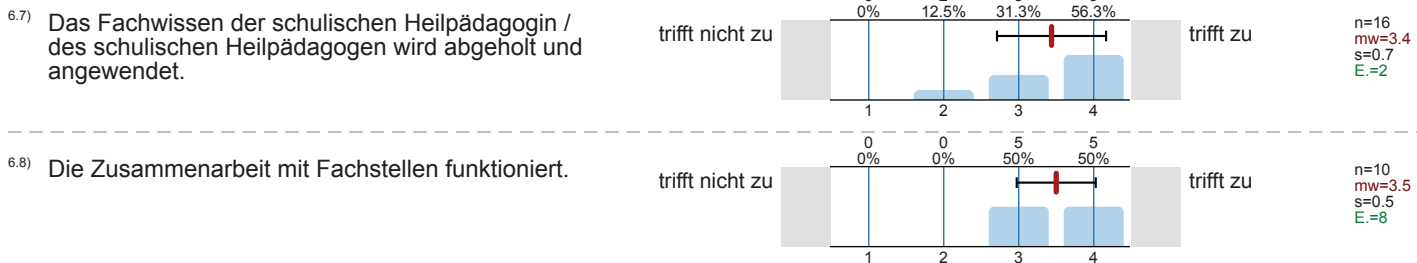 0% 12.5% 31.3% 56.3%
6.7) Das Fachwissen der schulischen Heilpädagogin /
des schulischen Heilpädagogen wird abgeholt und
angewendet.
trifft nicht zu
trifft zu
n=16
mw=3.4
s=0.7
E.=2
1 2 3 4
6.8) Die Zusammenarbeit mit Fachstellen funktioniert.
trifft nicht zu
0 0 5 5
0% 0% 50% 50%
trifft zu
n=10
mw=3.5
s=0.5
E.=8
1 2 3 4